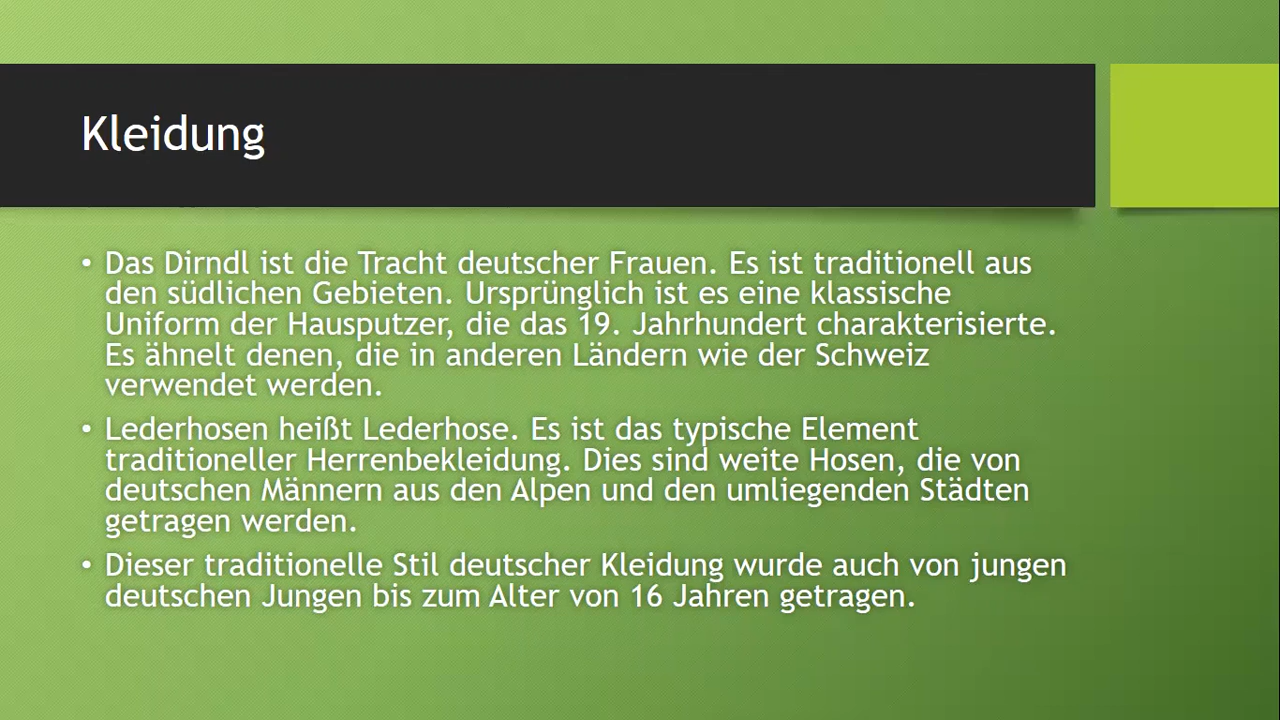 Kleidung
• Das Dirndl ist die Tracht deutscher Frauen. Es ist traditionell aus
den südlichen Gebieten. Ursprünglich ist es eine klassische
Uniform der Hausputzer, die das 19. Jahrhundert charakterisierte.
Es ähnelt denen, die in anderen Ländern wie der Schweiz
verwendet werden.
• Lederhosen heißt Lederhose. Es ist das typische Element
traditioneller Herrenbekleidung. Dies sind weite Hosen, die von
deutschen Männern aus den Alpen und den umliegenden Städten
getragen werden.
• Dieser traditionelle Stil deutscher Kleidung wurde auch von jungen
deutschen Jungen bis zum Alter von 16 Jahren getragen.